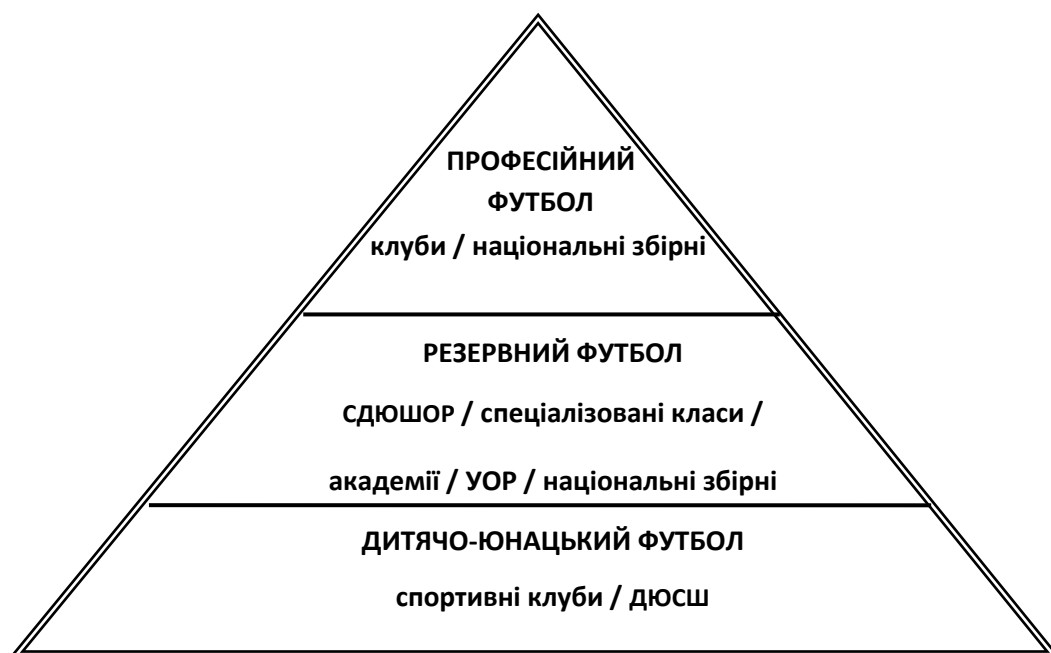 ПРОФЕСІЙНИЙ
ФУТБОЛ
клуби / національні збірні
РЕЗЕРВНИЙ ФУТБОЛ
СДЮШОР / спеціалізовані класи /
академії / УОР / національні збірні
ДИТЯЧО-ЮНАЦЬКИЙ ФУТБОЛ
спортивні клуби / ДЮСШ